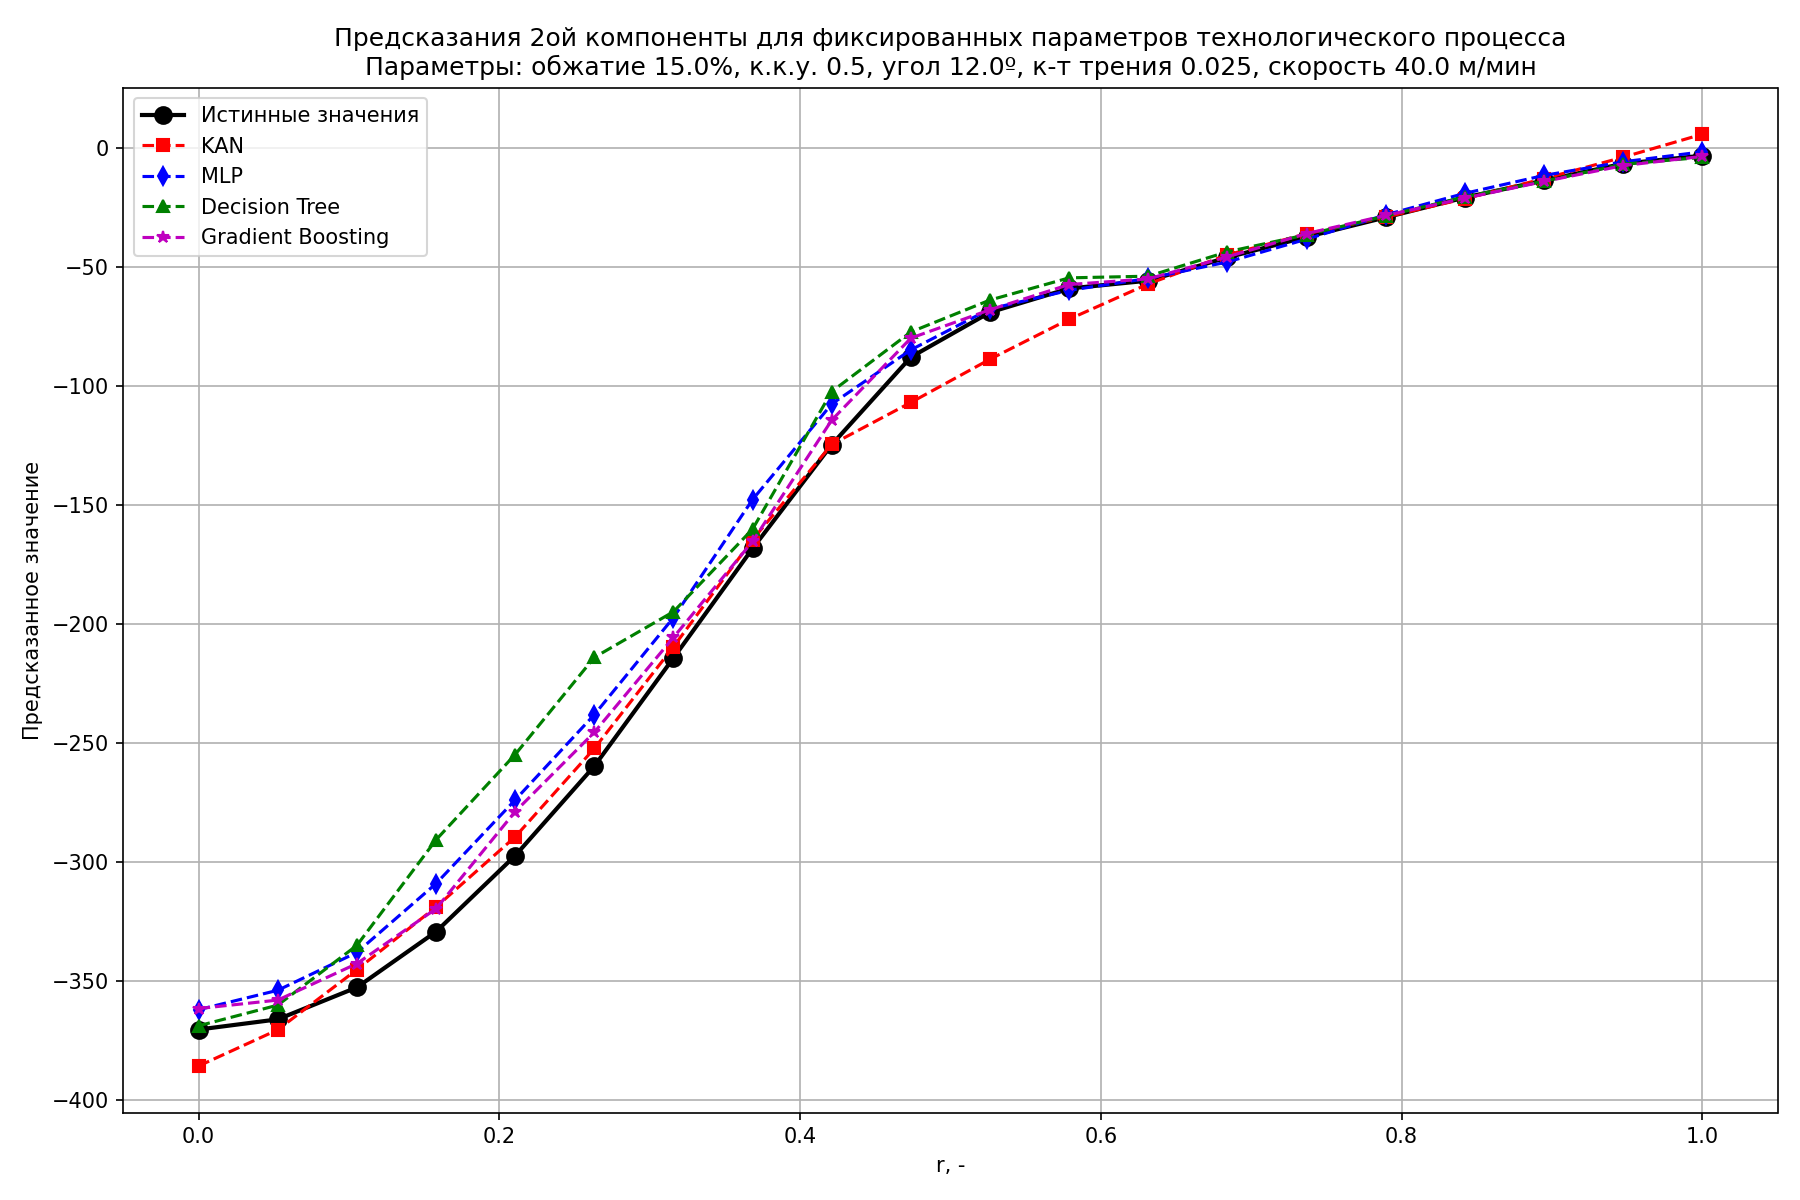 Предсказания 2ой компоненты для фиксированных параметров технологического процесса
Параметры: обжатие 15.0%, к.к.у. 0.5, угол 12.0º, к-т трения 0.025, скорость 40.0 м/мин
Истинные значения
KAN
MLP
Decision Tree
Gradient Boosting
Предсказанное значение
0
−50
−100
−150
−200
−250
−300
−350
−400
0.0
0.2
0.4
0.6
0.8
1.0
r, -